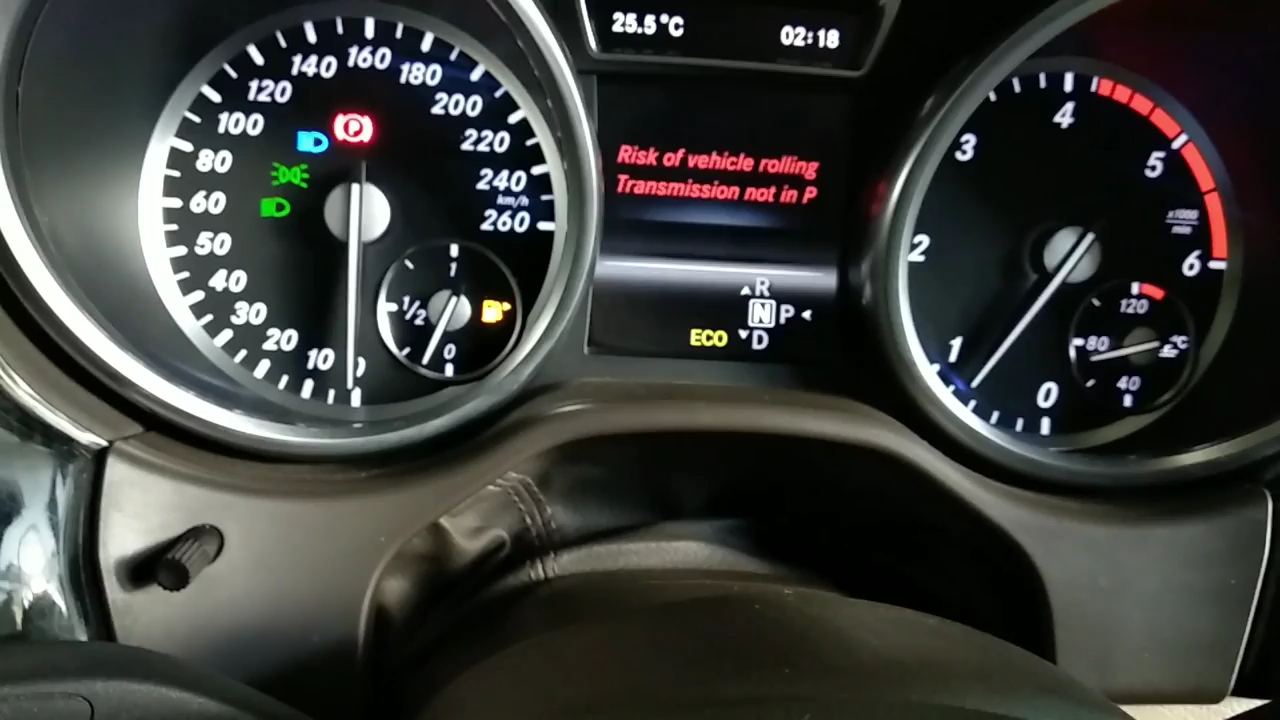 25.5°C 02:18
Risk of vehicle rolling
Transmission not in P
R
N P
ECO D
10
20
30
40
50
60
80
100
120
140
160
180
200
220
240
km/h
260
P
1
1/2
0
0
1
2
3
4
5
6
x1000
min
120
80 °C
40